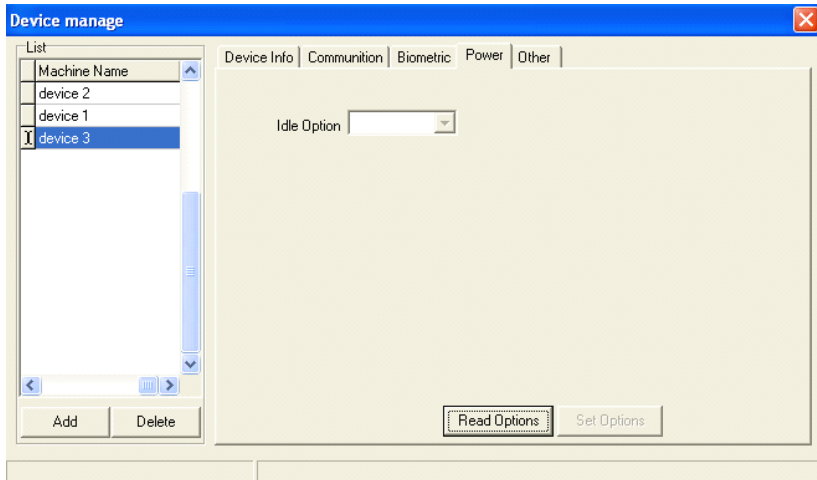 Device manage
List
Device Info Communition Biometric Power Other
Machine Name
device 2
device 1
device 3
Idle Option
Add Delete
Read Options Set Options